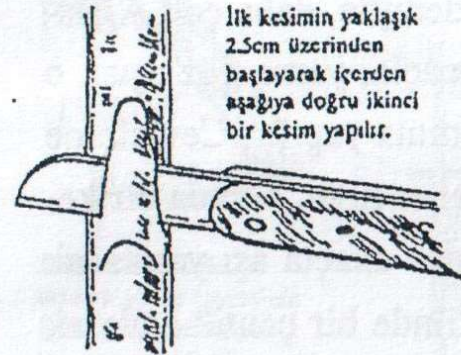 İlk kesimin yaklaşık
2.5cm üzerinden
başlayarak içerden
aşağıya doğru ikinci
bir kesim yapılır.